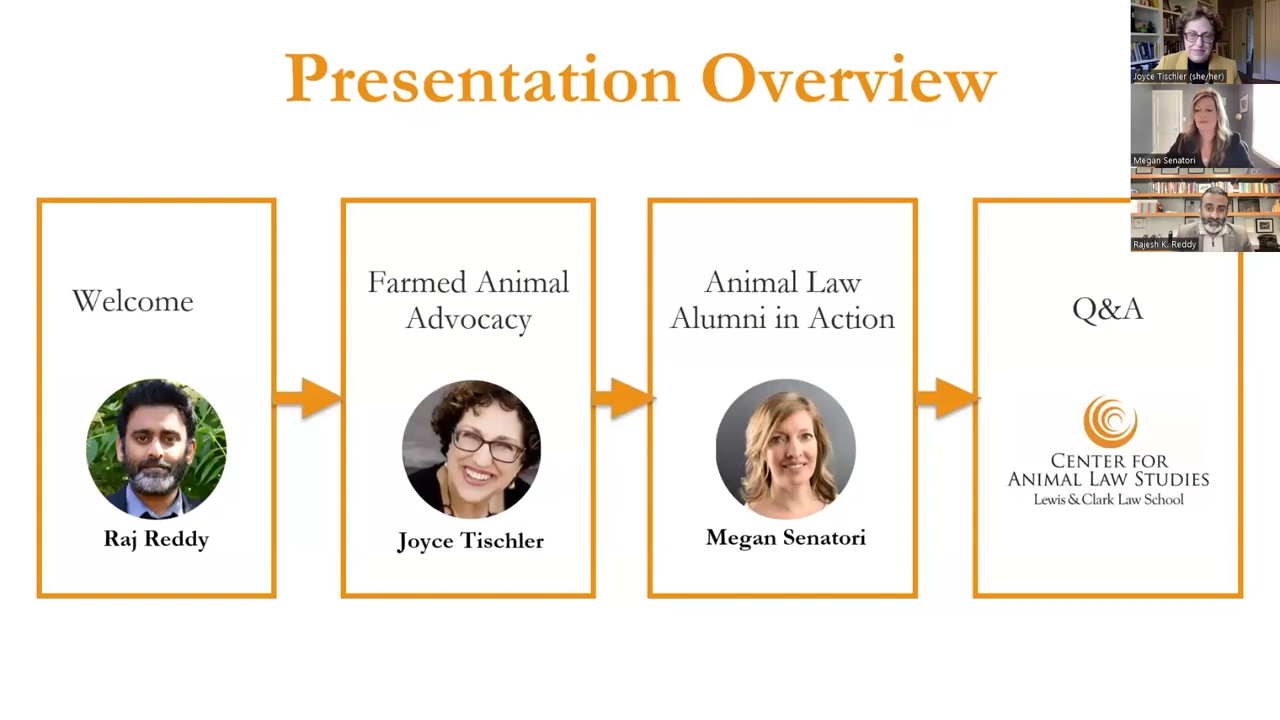 Presentation Overview
Joyce Tischler (she/her)
Megan Senatori
Rajesh K. Reddy
Welcome
Raj Reddy
Farmed Animal
Advocacy
Joyce Tischler
Animal Law
Alumni in Action
Megan Senatori
Q&A
CENTER FOR
ANIMAL LAW STUDIES
Lewis & Clark Law School